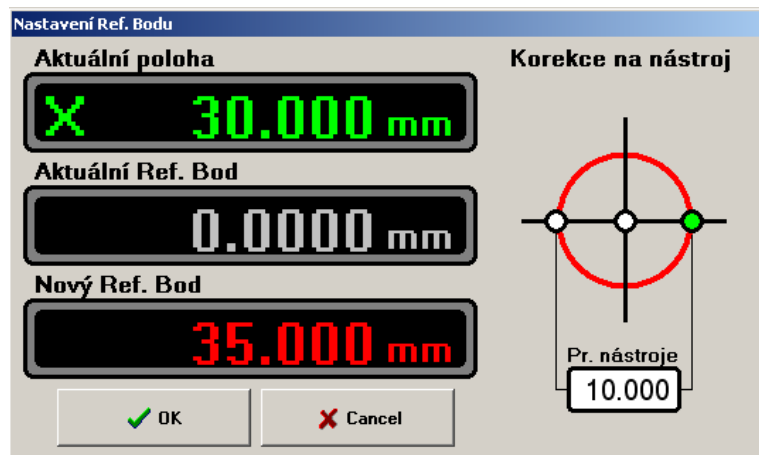 Nastavení Ref. Bodu
Aktuální poloha
X 30.000 mm
Aktuální Ref. Bod
0.0000 mm
Nový Ref. Bod
35.000 mm
OK
Cancel
Korekce na nástroj
Pr. nástroje
10.000